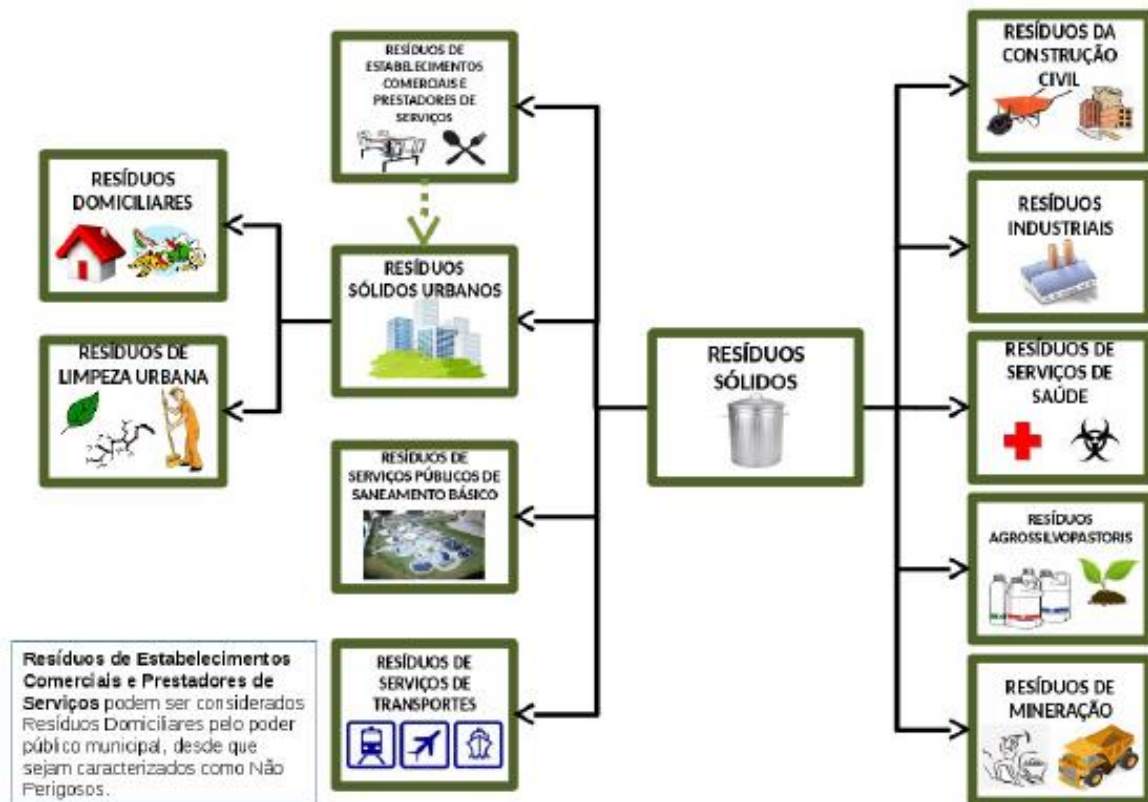 RESÍDUOS DE
ESTABELECIMENTOS
COMERCIAIS E
PRESTADORES DE
SERVIÇOS
RESÍDUOS
DOMICILIARES
RESÍDUOS
SÓLIDOS URBANOS
RESÍDUOS DE
LIMPEZA URBANA
RESÍDUOS DE
SERVIÇOS PÚBLICOS DE
SANEAMENTO BÁSICO
RESÍDUOS DE
SERVIÇOS DE
TRANSPORTES
RESÍDUOS
SÓLIDOS
RESÍDUOS DA
CONSTRUÇÃO
CIVIL
RESÍDUOS
INDUSTRIAIS
RESÍDUOS DE
SERVIÇOS DE
SAÚDE
RESÍDUOS
AGROSSILVOPASTORIS
RESÍDUOS DE
MINERAÇÃO
Resíduos de Estabelecimentos
Comerciais e Prestadores de
Serviços podem ser considerados
Resíduos Domiciliares pelo poder
público municipal, desde que
sejam caracterizados como Não
Perigosos.